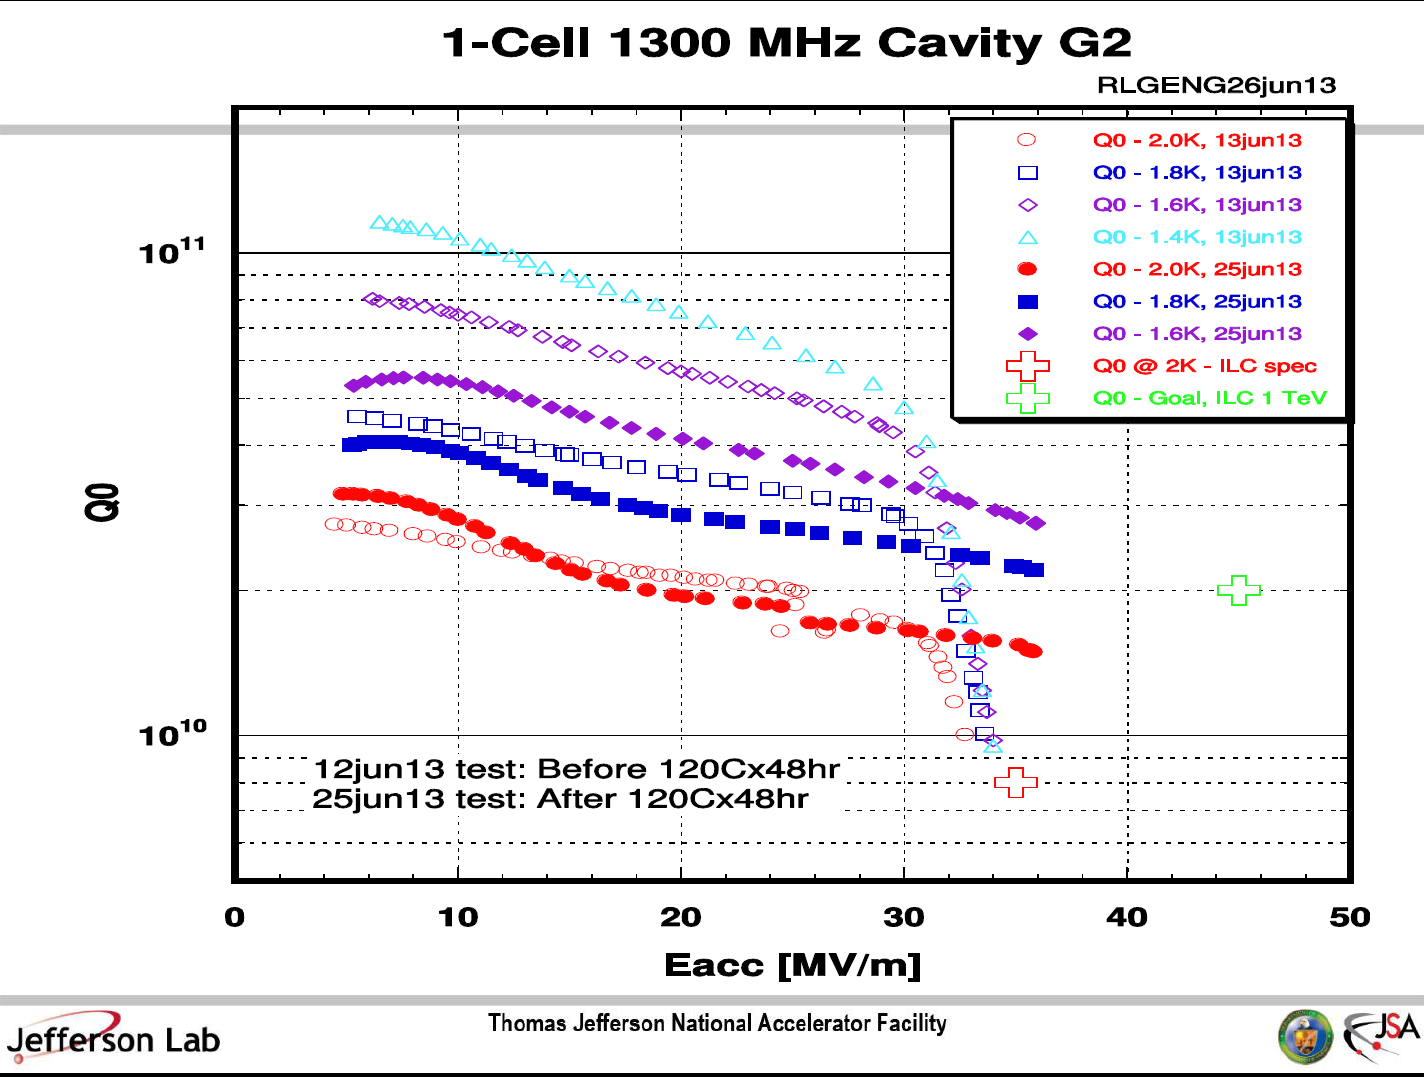 1-Cell 1300 MHz Cavity G2
RLGENG26jun13
Q0 - 2.0K, 13jun13
Q0 - 1.8K, 13jun13
Q0 - 1.6K, 13jun13
Q0 - 1.4K, 13jun13
Q0 - 2.0K, 25jun13
Q0 - 1.8K, 25jun13
Q0 - 1.6K, 25jun13
Q0 @ 2K - ILC spec
Q0 - Goal, ILC 1 TeV
10¹¹
Q0
10¹⁰
12jun13 test: Before 120Cx48hr
25jun13 test: After 120Cx48hr
0 10 20 30 40 50
Eacc [MV/m]
Jefferson Lab
Thomas Jefferson National Accelerator Facility
JSA